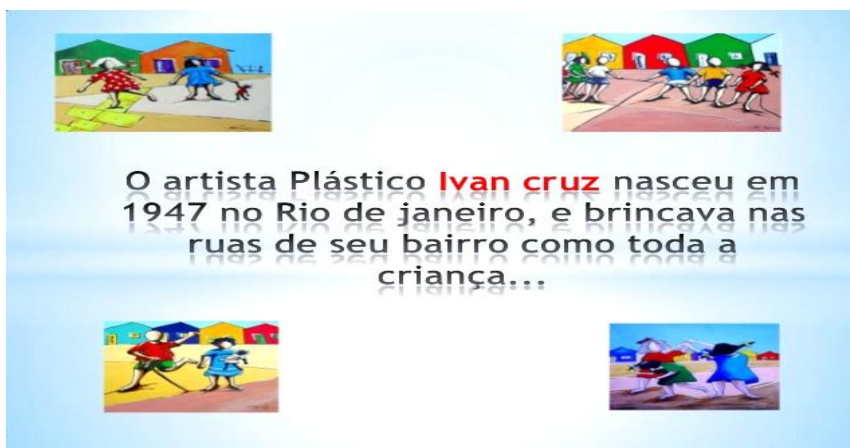 O artista Plástico Ivan cruz nasceu em
1947 no Rio de janeiro, e brincava nas
ruas de seu bairro como toda a
criança...